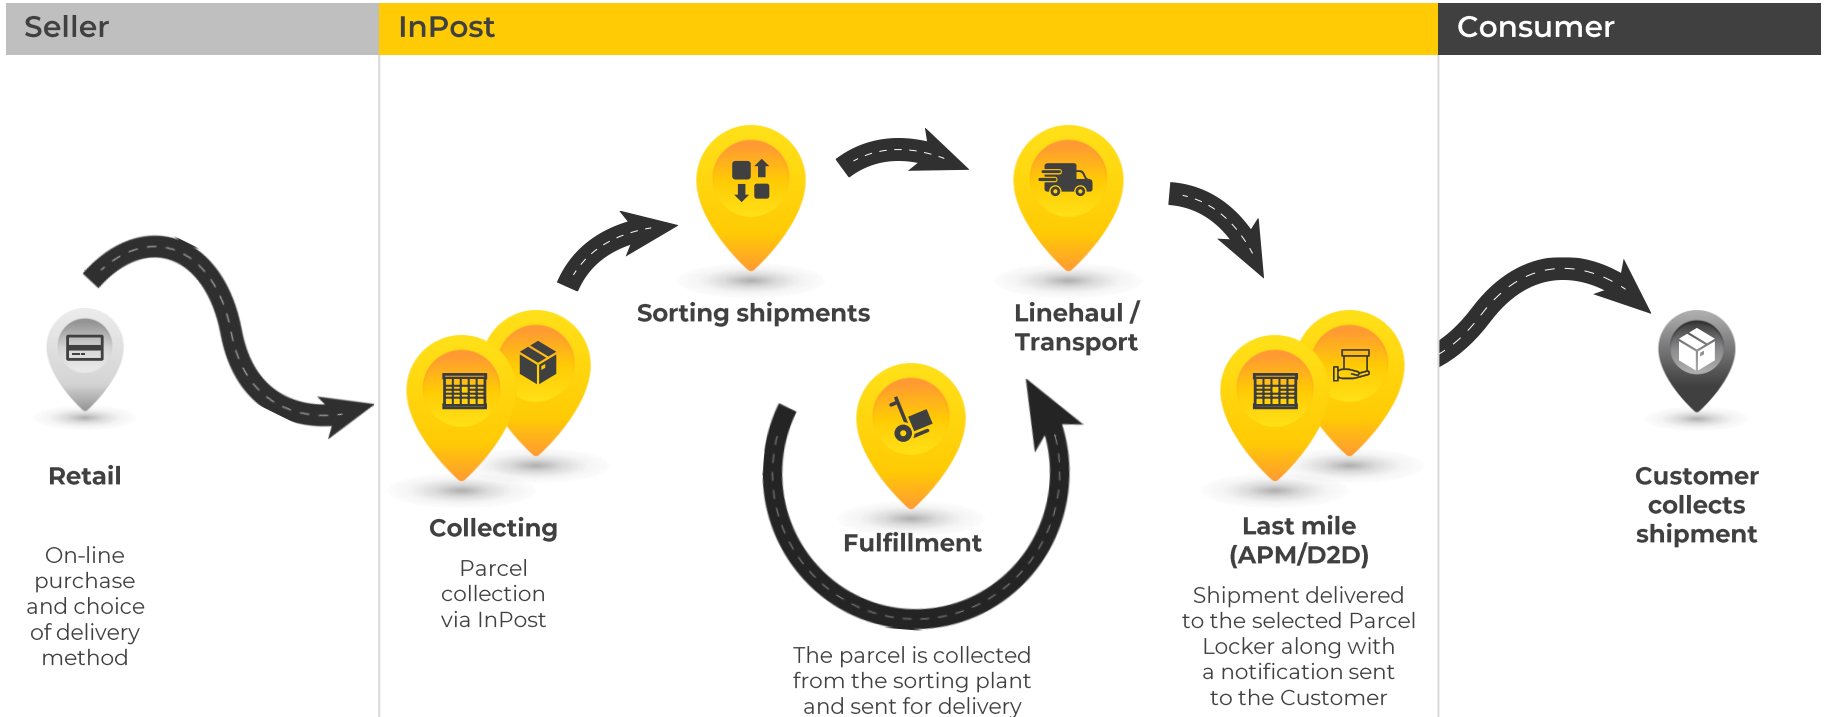 Seller
InPost
Consumer
Retail
On-line
purchase
and choice
of delivery
method
Collecting
Parcel
collection
via InPost
Sorting shipments
Linehaul /
Transport
Fulfillment
The parcel is collected
from the sorting plant
and sent for delivery
Last mile
(APM/D2D)
Shipment delivered
to the selected Parcel
Locker along with
a notification sent
to the Customer
Customer
collects
shipment